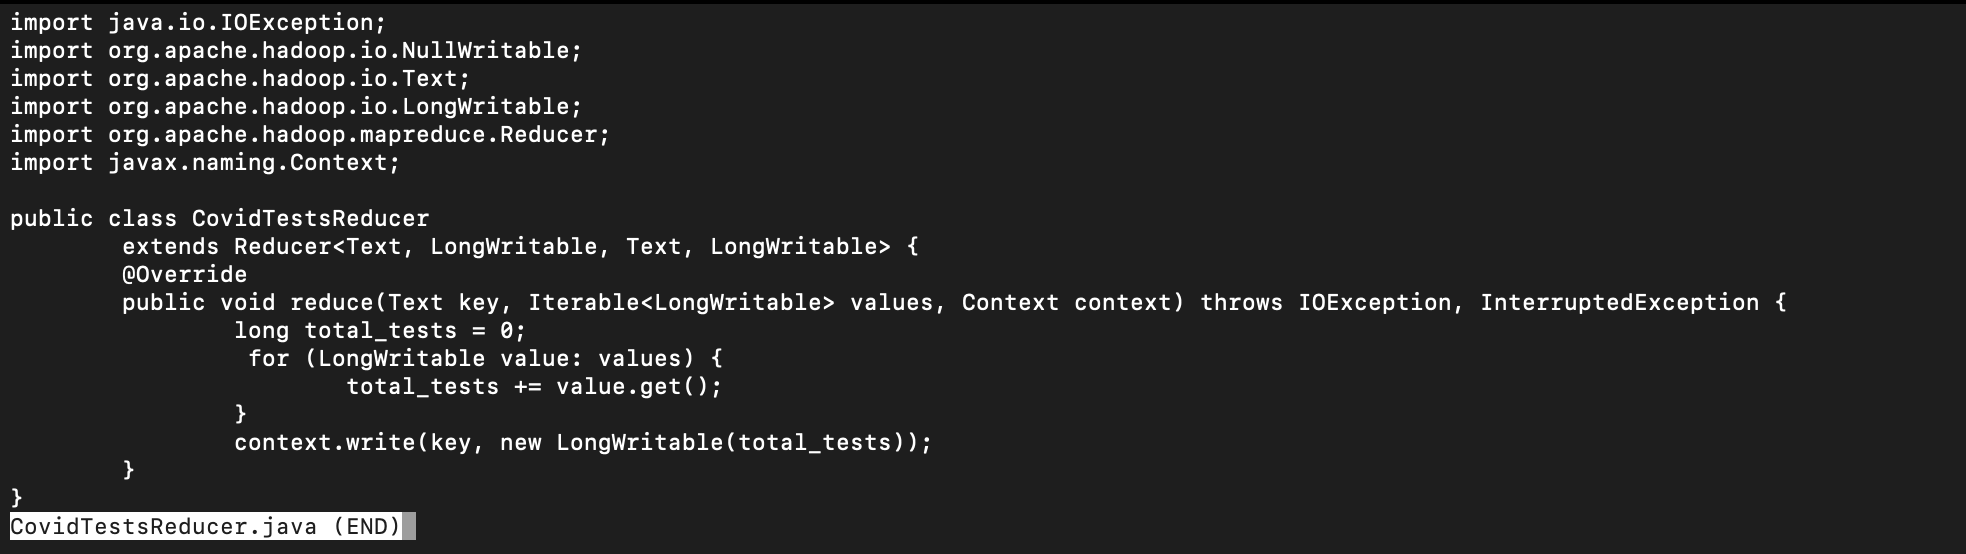 import java.io.IOException;
import org.apache.hadoop.io.NullWritable;
import org.apache.hadoop.io.Text;
import org.apache.hadoop.io.LongWritable;
import org.apache.hadoop.mapreduce.Reducer;
import javax.naming.Context;

public class CovidTestsReducer
        extends Reducer<Text, LongWritable, Text, LongWritable> {
        @Override
        public void reduce(Text key, Iterable<LongWritable> values, Context context) throws IOException, InterruptedException {
                long total_tests = 0;
                 for (LongWritable value: values) {
                        total_tests += value.get();
                }
                context.write(key, new LongWritable(total_tests));
        }
}
CovidTestsReducer.java (END)